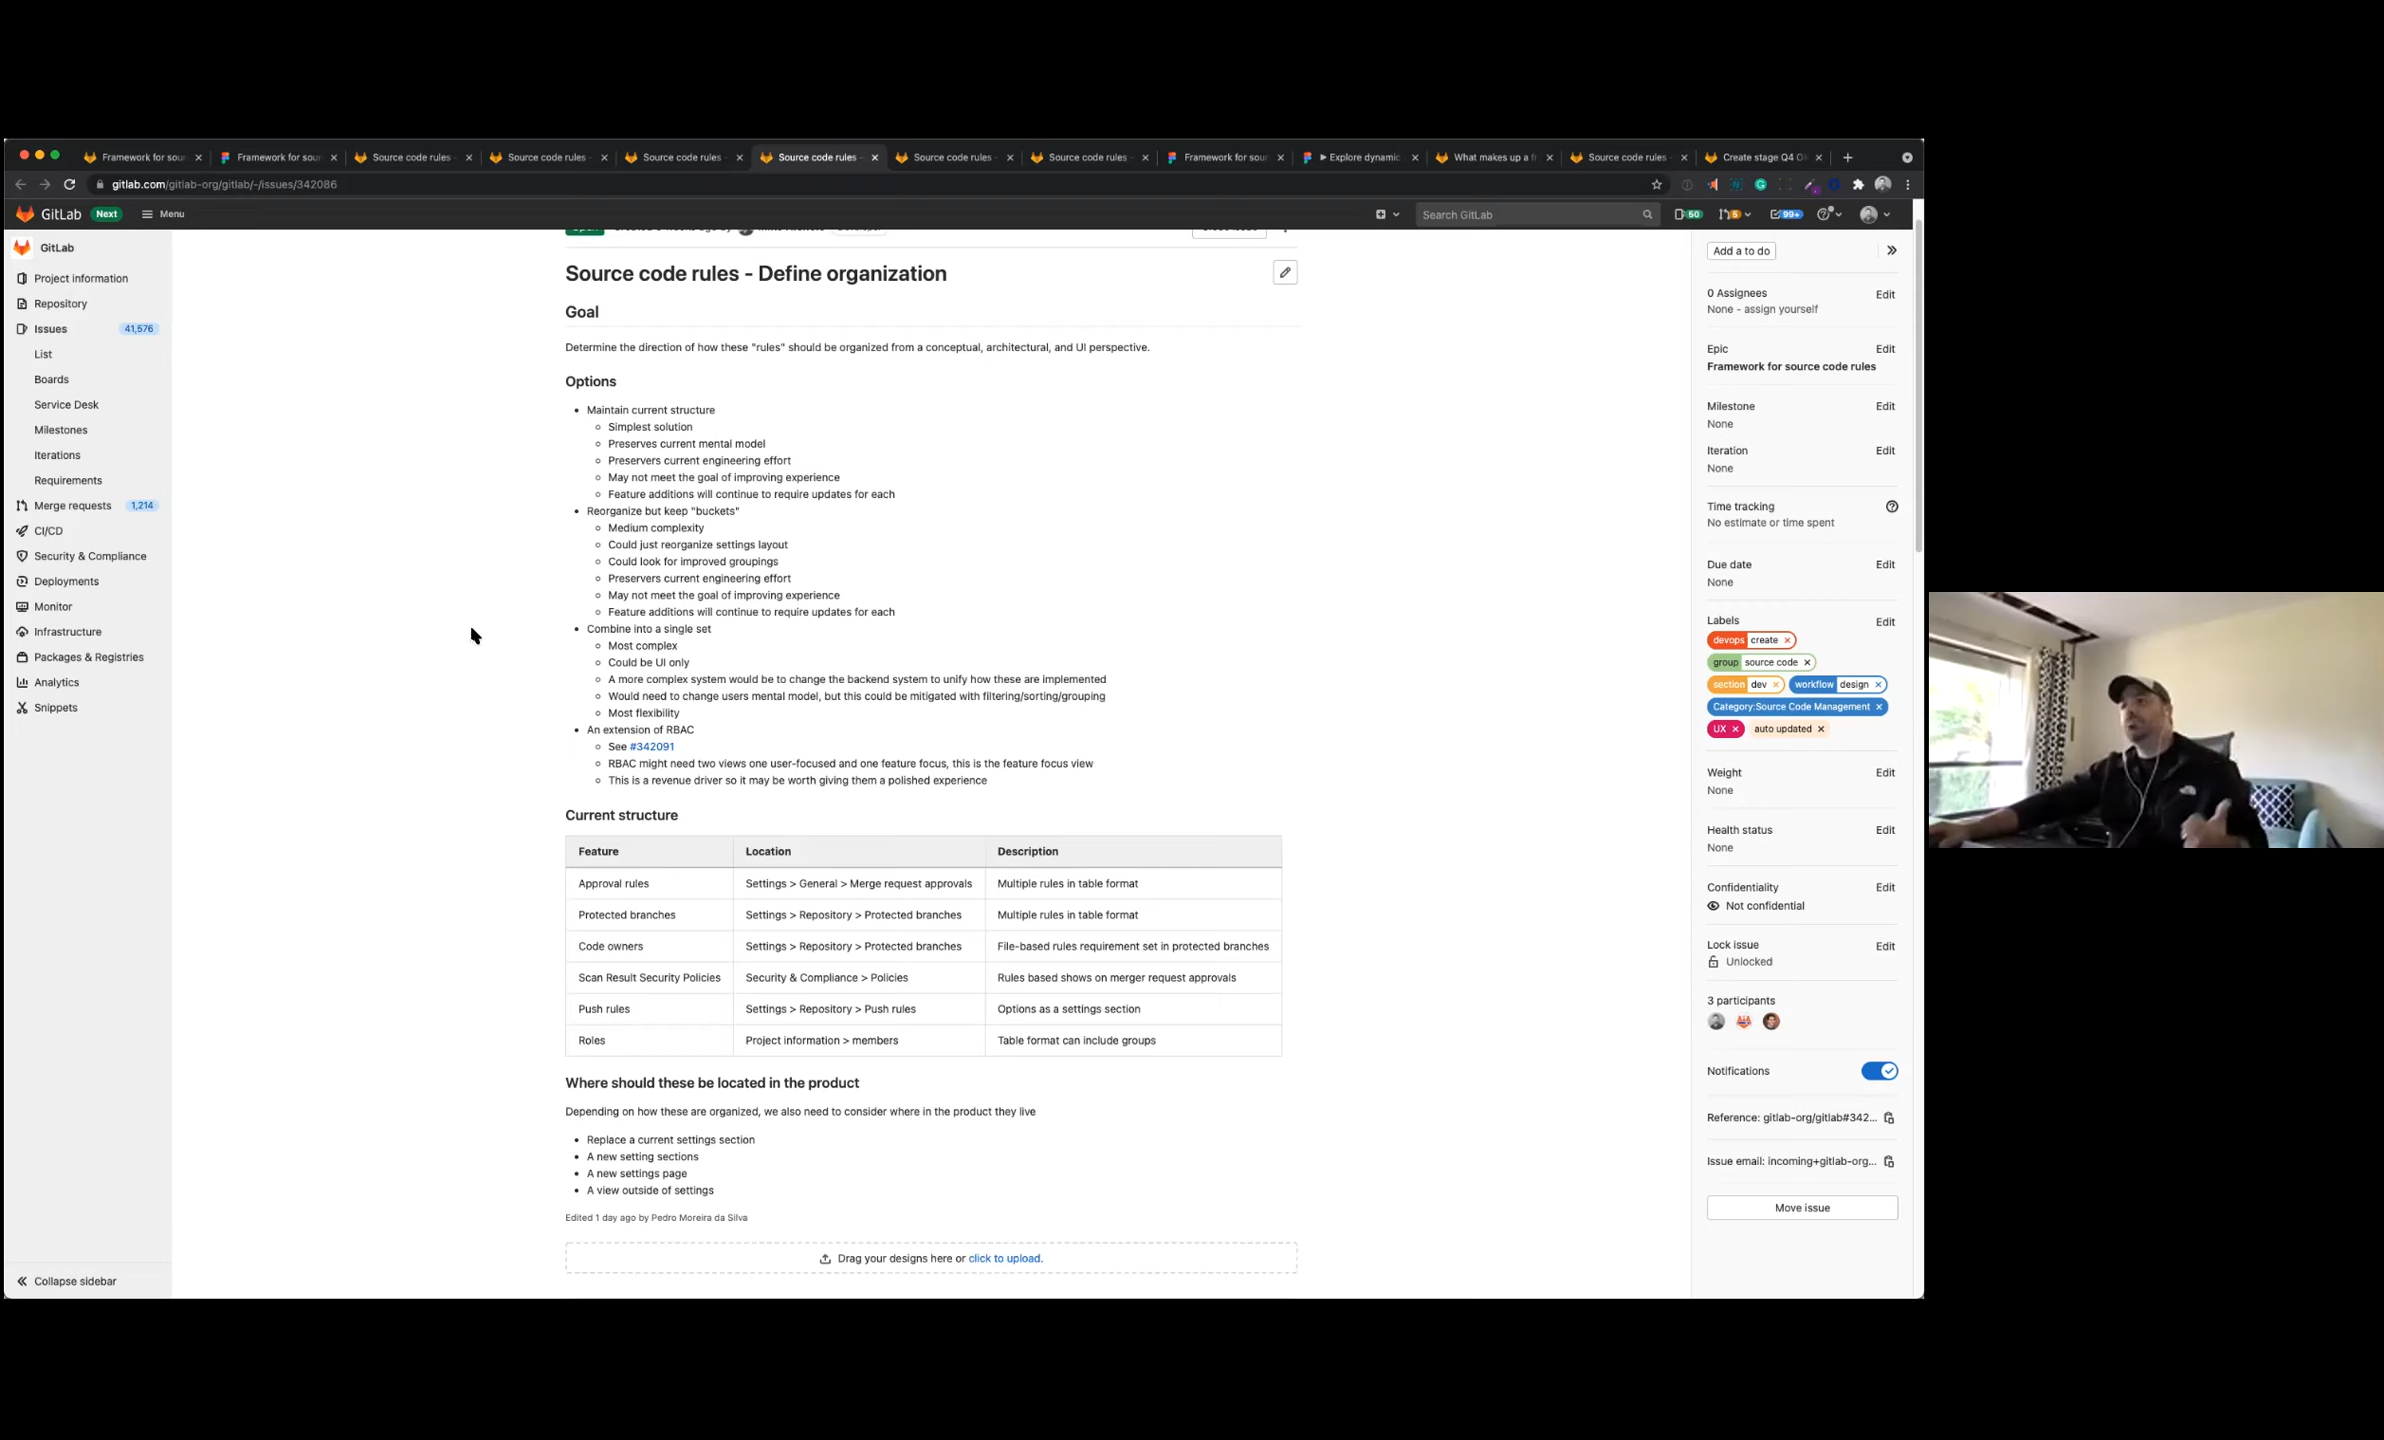 Framework for sour
Framework for sour
Source code rules -
Source code rules -
Source code rules -
Source code rules -
Source code rules -
Source code rules -
Framework for sour
Explore dynamic
What makes up a fr
Source code rules -
Create stage Q4 O
gitlab.com/gitlab-org/gitlab/-/issues/342086
GitLab Next Menu
Search GitLab
50
5
99+
GitLab
Project information
Repository
Issues 41,576
List
Boards
Service Desk
Milestones
Iterations
Requirements
Merge requests 1,214
CI/CD
Security & Compliance
Deployments
Monitor
Infrastructure
Packages & Registries
Analytics
Snippets
Collapse sidebar
Source code rules - Define organization
Goal
Determine the direction of how these "rules" should be organized from a conceptual, architectural, and UI perspective.
Options
• Maintain current structure
◦ Simplest solution
◦ Preserves current mental model
◦ Preservers current engineering effort
◦ May not meet the goal of improving experience
◦ Feature additions will continue to require updates for each
• Reorganize but keep "buckets"
◦ Medium complexity
◦ Could just reorganize settings layout
◦ Could look for improved groupings
◦ Preservers current engineering effort
◦ May not meet the goal of improving experience
◦ Feature additions will continue to require updates for each
• Combine into a single set
◦ Most complex
◦ Could be UI only
◦ A more complex system would be to change the backend system to unify how these are implemented
◦ Would need to change users mental model, but this could be mitigated with filtering/sorting/grouping
◦ Most flexibility
• An extension of RBAC
◦ See #342091
◦ RBAC might need two views one user-focused and one feature focus, this is the feature focus view
◦ This is a revenue driver so it may be worth giving them a polished experience
Current structure
Feature Location Description
Approval rules Settings > General > Merge request approvals Multiple rules in table format
Protected branches Settings > Repository > Protected branches Multiple rules in table format
Code owners Settings > Repository > Protected branches File-based rules requirement set in protected branches
Scan Result Security Policies Security & Compliance > Policies Rules based shows on merger request approvals
Push rules Settings > Repository > Push rules Options as a settings section
Roles Project information > members Table format can include groups
Where should these be located in the product
Depending on how these are organized, we also need to consider where in the product they live
• Replace a current settings section
• A new setting sections
• A new settings page
• A view outside of settings
Edited 1 day ago by Pedro Moreira da Silva
Drag your designs here or click to upload.
Add a to do
0 Assignees Edit
None - assign yourself
Epic Edit
Framework for source code rules
Milestone Edit
None
Iteration Edit
None
Time tracking
No estimate or time spent
Due date Edit
None
Labels Edit
devops create
group source code
section dev workflow design
Category:Source Code Management
UX auto updated
Weight Edit
None
Health status Edit
None
Confidentiality Edit
Not confidential
Lock issue Edit
Unlocked
3 participants
Notifications
Reference: gitlab-org/gitlab#342...
Issue email: incoming+gitlab-org...
Move issue